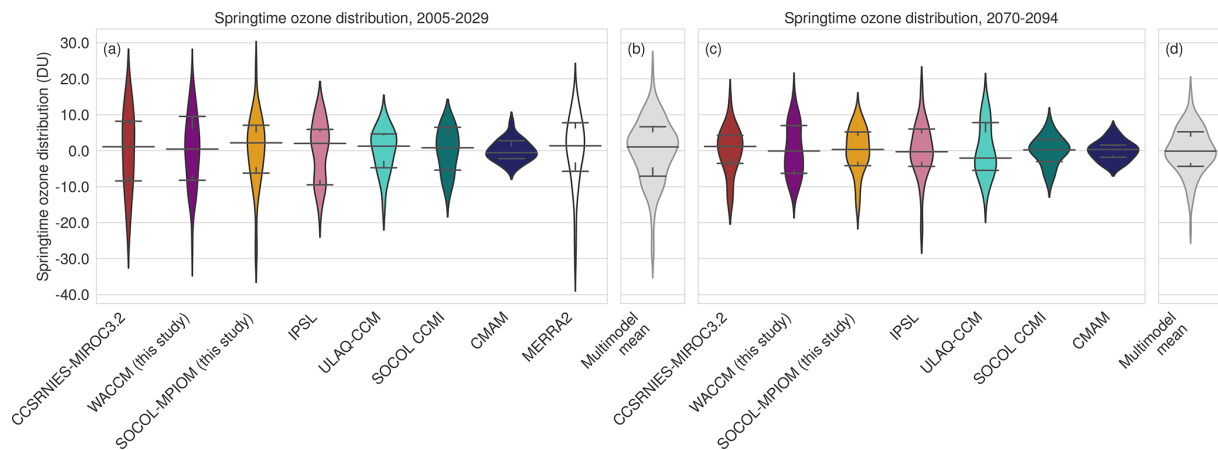 Springtime ozone distribution, 2005-2029
Springtime ozone distribution, 2070-2094
Springtime ozone distribution (DU)
30.0
20.0
10.0
0.0
-10.0
-20.0
-30.0
-40.0
(a)
(b)
(c)
(d)
CCSRNIES-MIROC3.2
WACCM (this study)
SOCOL-MPIOM (this study)
IPSL
ULAQ-CCM
SOCOL CCMI
CMAM
MERRA2
Multimodel
mean
CCSRNIES-MIROC3.2
WACCM (this study)
SOCOL-MPIOM (this study)
IPSL
ULAQ-CCM
SOCOL CCMI
CMAM
Multimodel
mean